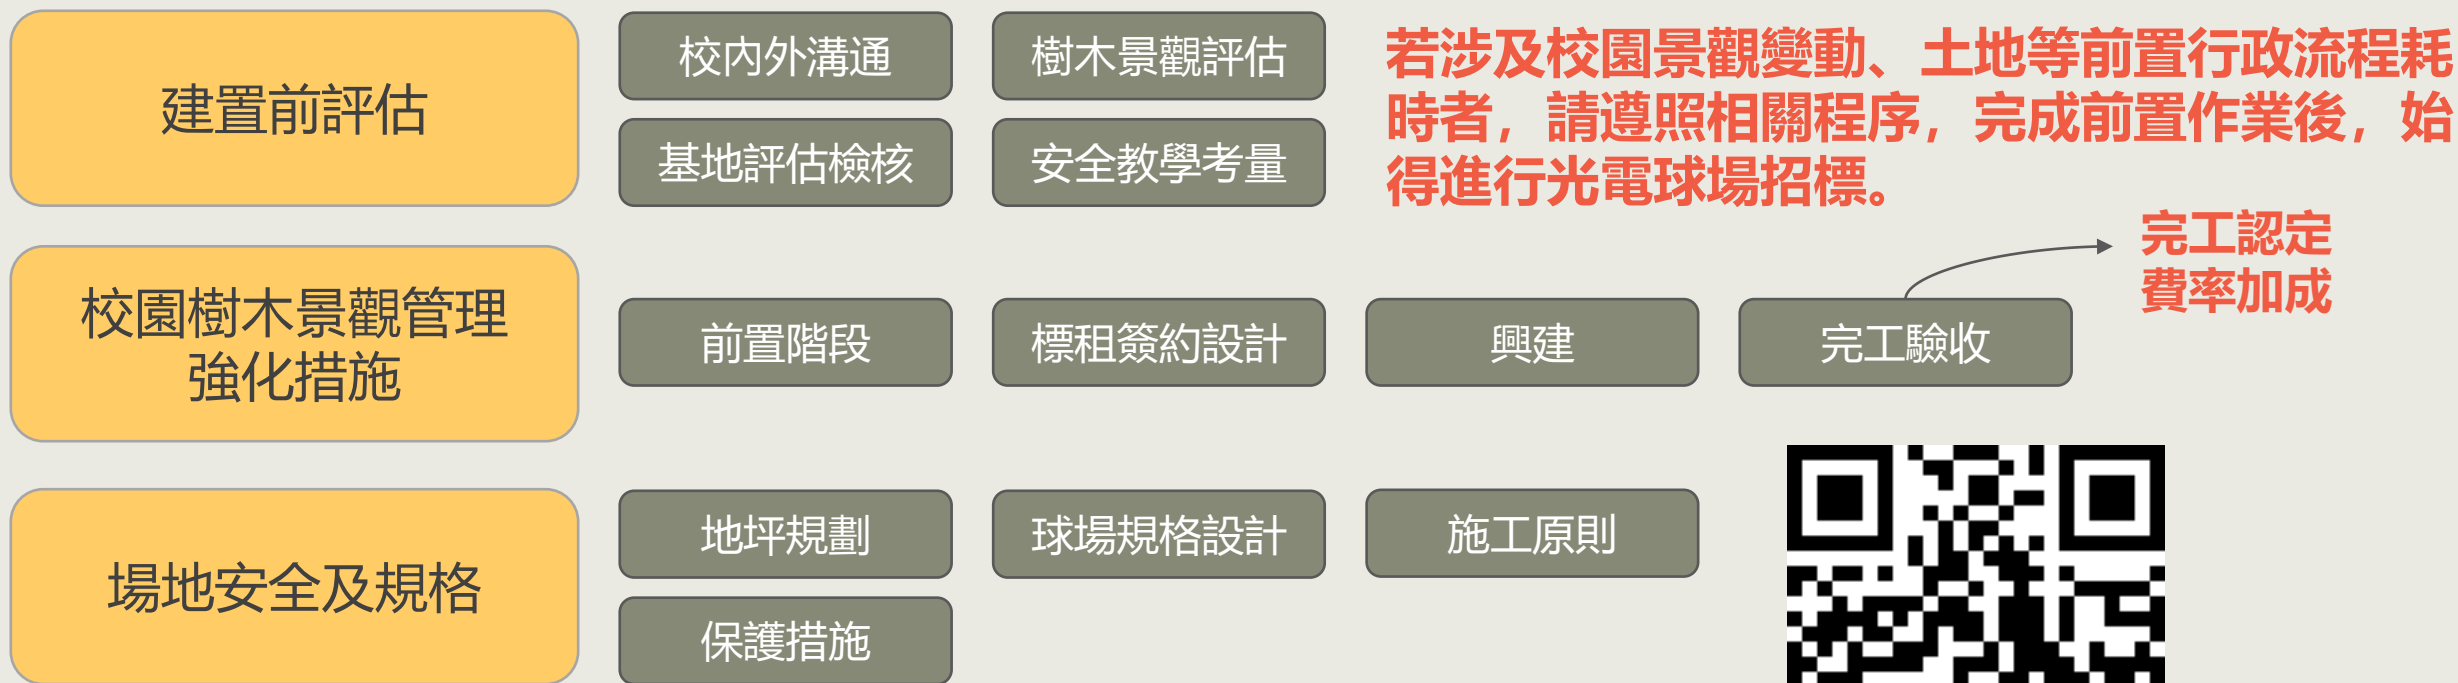 建置前評估
校內外溝通
樹木景觀評估
基地評估檢核
安全教學考量
若涉及校園景觀變動、土地等前置行政流程耗
時者，請遵照相關程序，完成前置作業後，始
得進行光電球場招標。
完工認定
費率加成
校園樹木景觀管理
強化措施
前置階段
標租簽約設計
興建
完工驗收
場地安全及規格
地坪規劃
球場規格設計
施工原則
保護措施